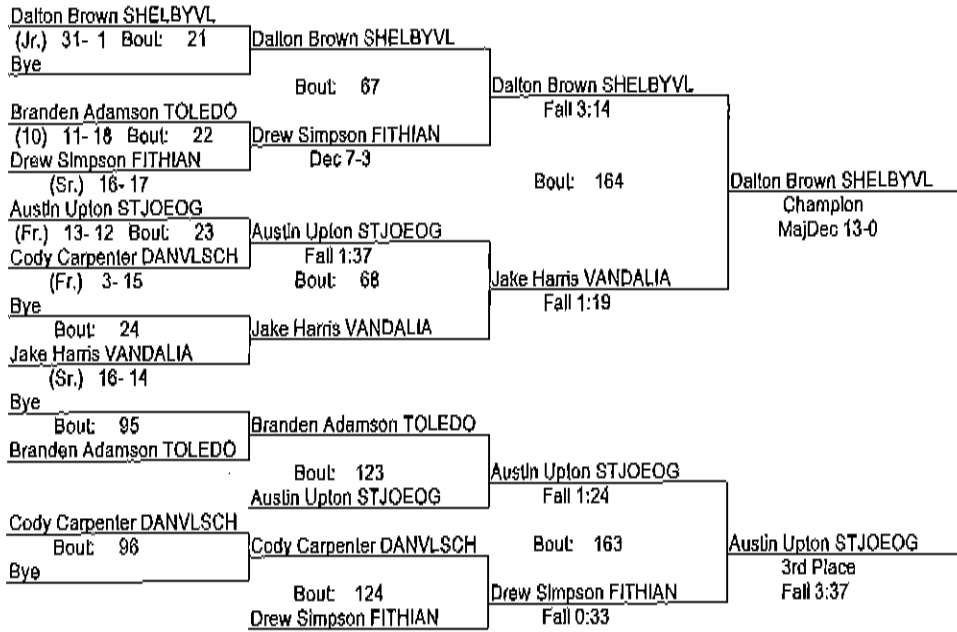 Dalton Brown SHELBYVL
(Jr.) 31- 1 Bout: 21
Bye
Dalton Brown SHELBYVL
Bout: 67
Branden Adamson TOLEDO
(10) 11- 18 Bout: 22
Drew Simpson FITHIAN
(Sr.) 16- 17
Drew Simpson FITHIAN
Dec 7-3
Dalton Brown SHELBYVL
Fall 3:14
Bout: 164
Austin Upton STJOEOG
(Fr.) 13- 12 Bout: 23
Cody Carpenter DANVLSCH
(Fr.) 3- 15
Austin Upton STJOEOG
Fall 1:37
Bout: 68
Bye
Bout: 24
Jake Harris VANDALIA
(Sr.) 16- 14
Jake Harris VANDALIA
Jake Harris VANDALIA
Fall 1:19
Dalton Brown SHELBYVL
Champion
MajDec 13-0
Bye
Bout: 95
Branden Adamson TOLEDO
Branden Adamson TOLEDO
Bout: 123
Austin Upton STJOEOG
Austin Upton STJOEOG
Fall 1:24
Bout: 163
Cody Carpenter DANVLSCH
Bout: 96
Bye
Cody Carpenter DANVLSCH
Bout: 124
Drew Simpson FITHIAN
Drew Simpson FITHIAN
Fall 0:33
Austin Upton STJOEOG
3rd Place
Fall 3:37